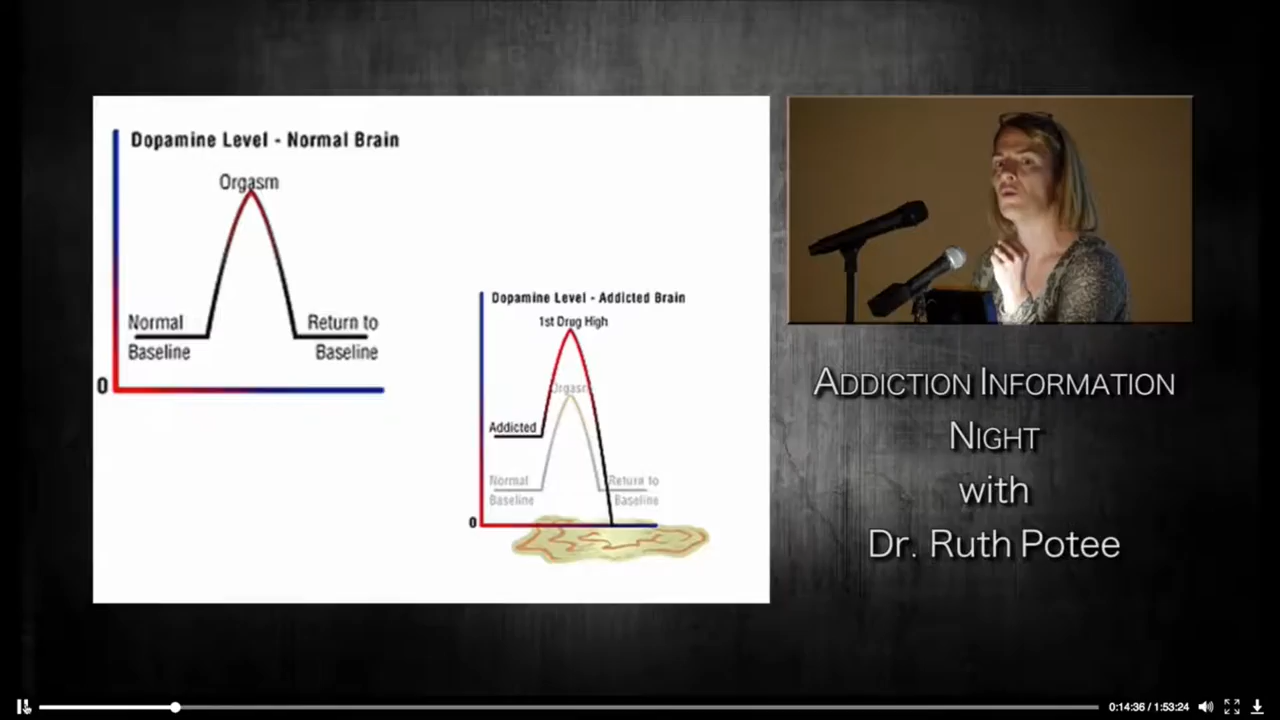 Dopamine Level - Normal Brain
Orgasm
Normal
Baseline
Return to
Baseline
0
Dopamine Level - Addicted Brain
1st Drug High
Orgasm
Addicted
Normal
Baseline
Return to
Baseline
0
ADDICTION INFORMATION
NIGHT
with
Dr. Ruth Potee
0:14:36 / 1:53:24